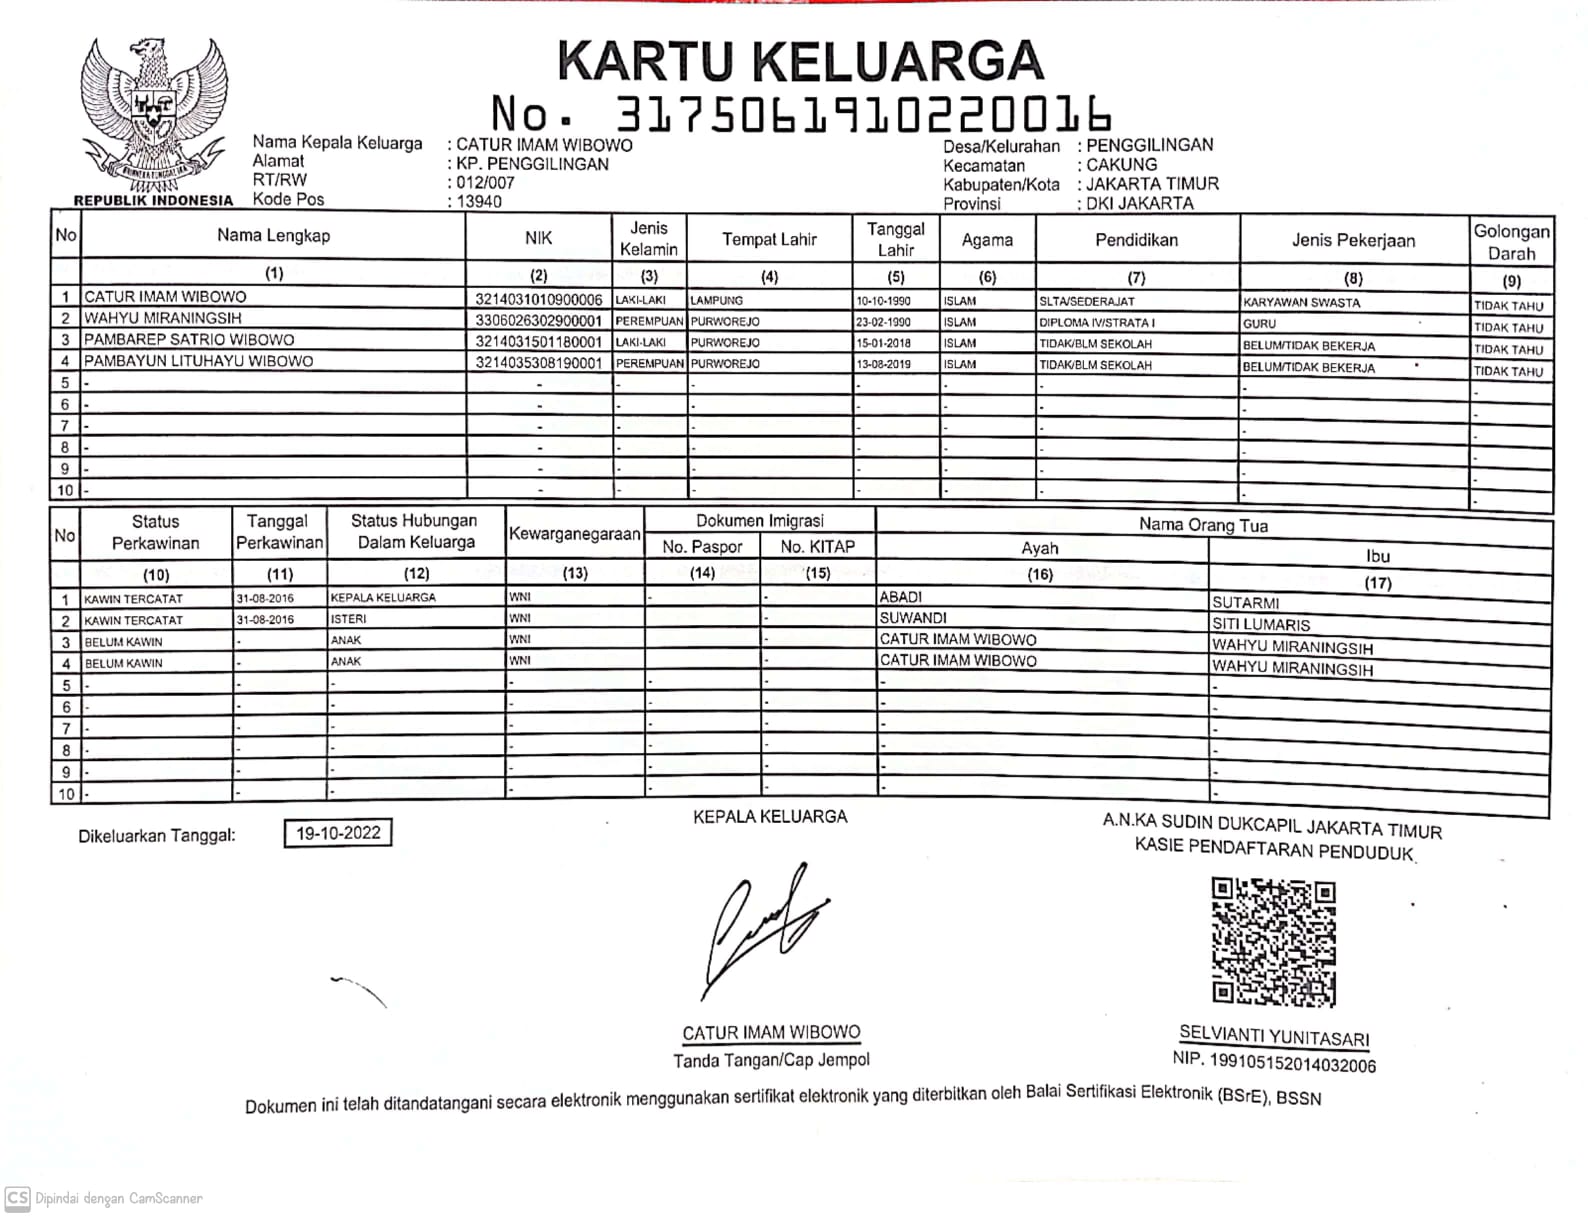 KARTU KELUARGA
No. 3175061910220016
REPUBLIK INDONESIA
Nama Kepala Keluarga : CATUR IMAM WIBOWO
Alamat : KP. PENGGILINGAN
RT/RW : 012/007
Kode Pos : 13940
Desa/Kelurahan : PENGGILINGAN
Kecamatan : CAKUNG
Kabupaten/Kota : JAKARTA TIMUR
Provinsi : DKI JAKARTA
No Nama Lengkap NIK Jenis Kelamin Tempat Lahir Tanggal Lahir Agama Pendidikan Jenis Pekerjaan Golongan Darah
(1) (2) (3) (4) (5) (6) (7) (8) (9)
1 CATUR IMAM WIBOWO 3214031010900006 LAKI-LAKI LAMPUNG 10-10-1990 ISLAM SLTA/SEDERAJAT KARYAWAN SWASTA TIDAK TAHU
2 WAHYU MIRANINGSIH 3306026302900001 PEREMPUAN PURWOREJO 23-02-1990 ISLAM DIPLOMA IV/STRATA I GURU TIDAK TAHU
3 PAMBAREP SATRIO WIBOWO 3214031501180001 LAKI-LAKI PURWOREJO 15-01-2018 ISLAM TIDAK/BLM SEKOLAH BELUM/TIDAK BEKERJA TIDAK TAHU
4 PAMBAYUN LITUHAYU WIBOWO 3214035308190001 PEREMPUAN PURWOREJO 13-08-2019 ISLAM TIDAK/BLM SEKOLAH BELUM/TIDAK BEKERJA TIDAK TAHU
5 - - - - - - - - -
6 - - - - - - - - -
7 - - - - - - - - -
8 - - - - - - - - -
9 - - - - - - - - -
10 - - - - - - - - -
No Status Perkawinan Tanggal Perkawinan Status Hubungan Dalam Keluarga Kewarganegaraan Dokumen Imigrasi Nama Orang Tua
No. Paspor No. KITAP Ayah Ibu
(10) (11) (12) (13) (14) (15) (16) (17)
1 KAWIN TERCATAT 31-08-2016 KEPALA KELUARGA WNI - - ABADI SUTARMI
2 KAWIN TERCATAT 31-08-2016 ISTERI WNI - SUWANDI SITI LUMARIS
3 BELUM KAWIN - ANAK WNI - CATUR IMAM WIBOWO WAHYU MIRANINGSIH
4 BELUM KAWIN - ANAK WNI - CATUR IMAM WIBOWO WAHYU MIRANINGSIH
5 - - - - - - - -
6 - - - - - - - -
7 - - - - - - - -
8 - - - - - - - -
9 - - - - - - - -
10 - - - - - - - -
Dikeluarkan Tanggal: 19-10-2022
KEPALA KELUARGA
CATUR IMAM WIBOWO
Tanda Tangan/Cap Jempol
A.N.KA SUDIN DUKCAPIL JAKARTA TIMUR
KASIE PENDAFTARAN PENDUDUK
SELVIANTI YUNITASARI
NIP. 199105152014032006
Dokumen ini telah ditandatangani secara elektronik menggunakan sertifikat elektronik yang diterbitkan oleh Balai Sertifikasi Elektronik (BSrE), BSSN
CS Dipindai dengan CamScanner